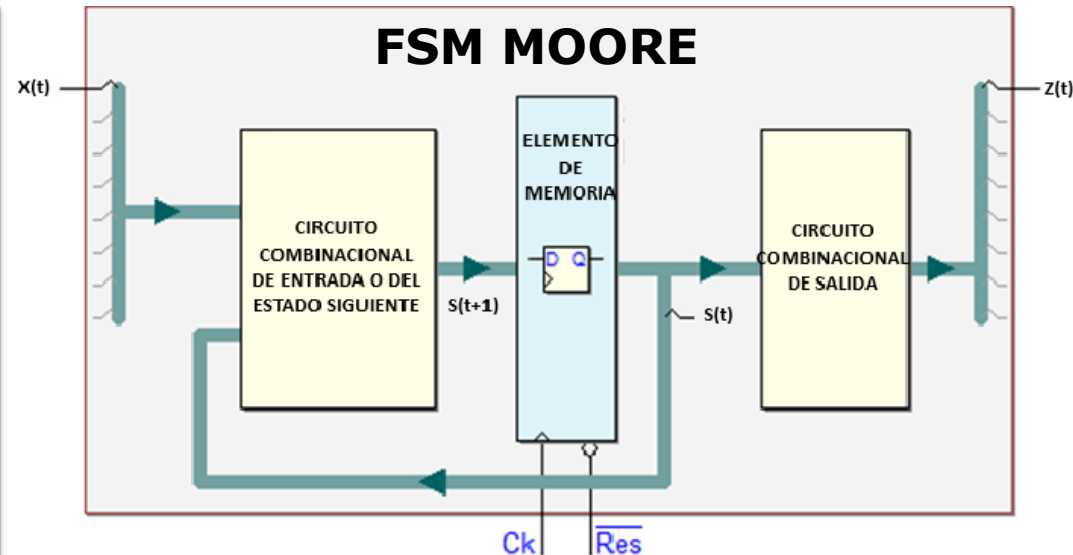 FSM MOORE
X(t)
Z(t)
CIRCUITO
COMBINACIONAL
DE ENTRADA O DEL
ESTADO SIGUIENTE
S(t+1)
ELEMENTO
DE
MEMORIA
D Q
S(t)
CIRCUITO
COMBINACIONAL
DE SALIDA
Ck
Res